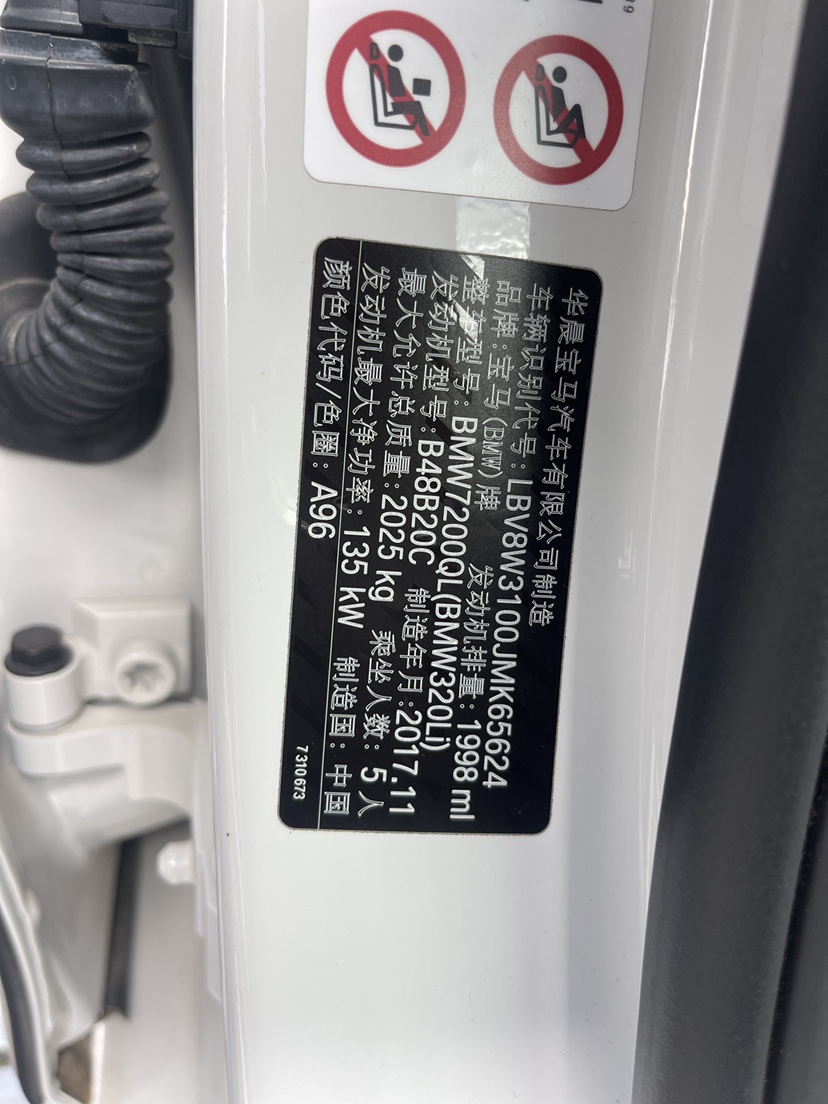 华晨宝马汽车有限公司制造
车辆识别代号: LBV8W3100JMK65624
品牌: 宝马(BMW)牌 发动机排量: 1998 ml
整车型号: BMW7200QL(BMW320Li)
发动机型号: B48B20C 制造年月: 2017.11
最大允许总质量: 2025 kg 乘坐人数: 5 人
发动机最大净功率: 135 kW 制造国: 中国
颜色代码/色圈: A96
7310673